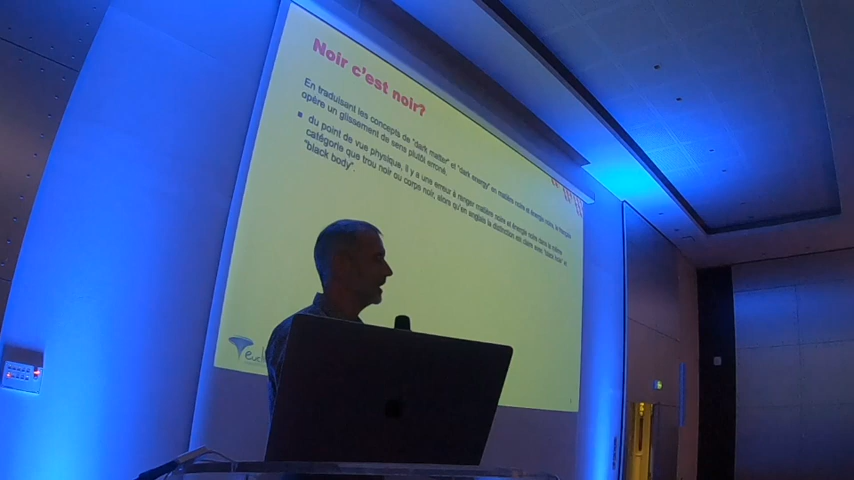 Noir c'est noir?
En traduisant les concepts de "dark matter" et "dark energy" en matière noire et énergie noire, le français
opère un glissement de sens plutôt erroné.
du point de vue physique, il y a une erreur à ranger matière noire et énergie noire dans la même
catégorie que trou noir ou corps noir, alors qu'en anglais la distinction est claire avec "black hole" et
"black body".